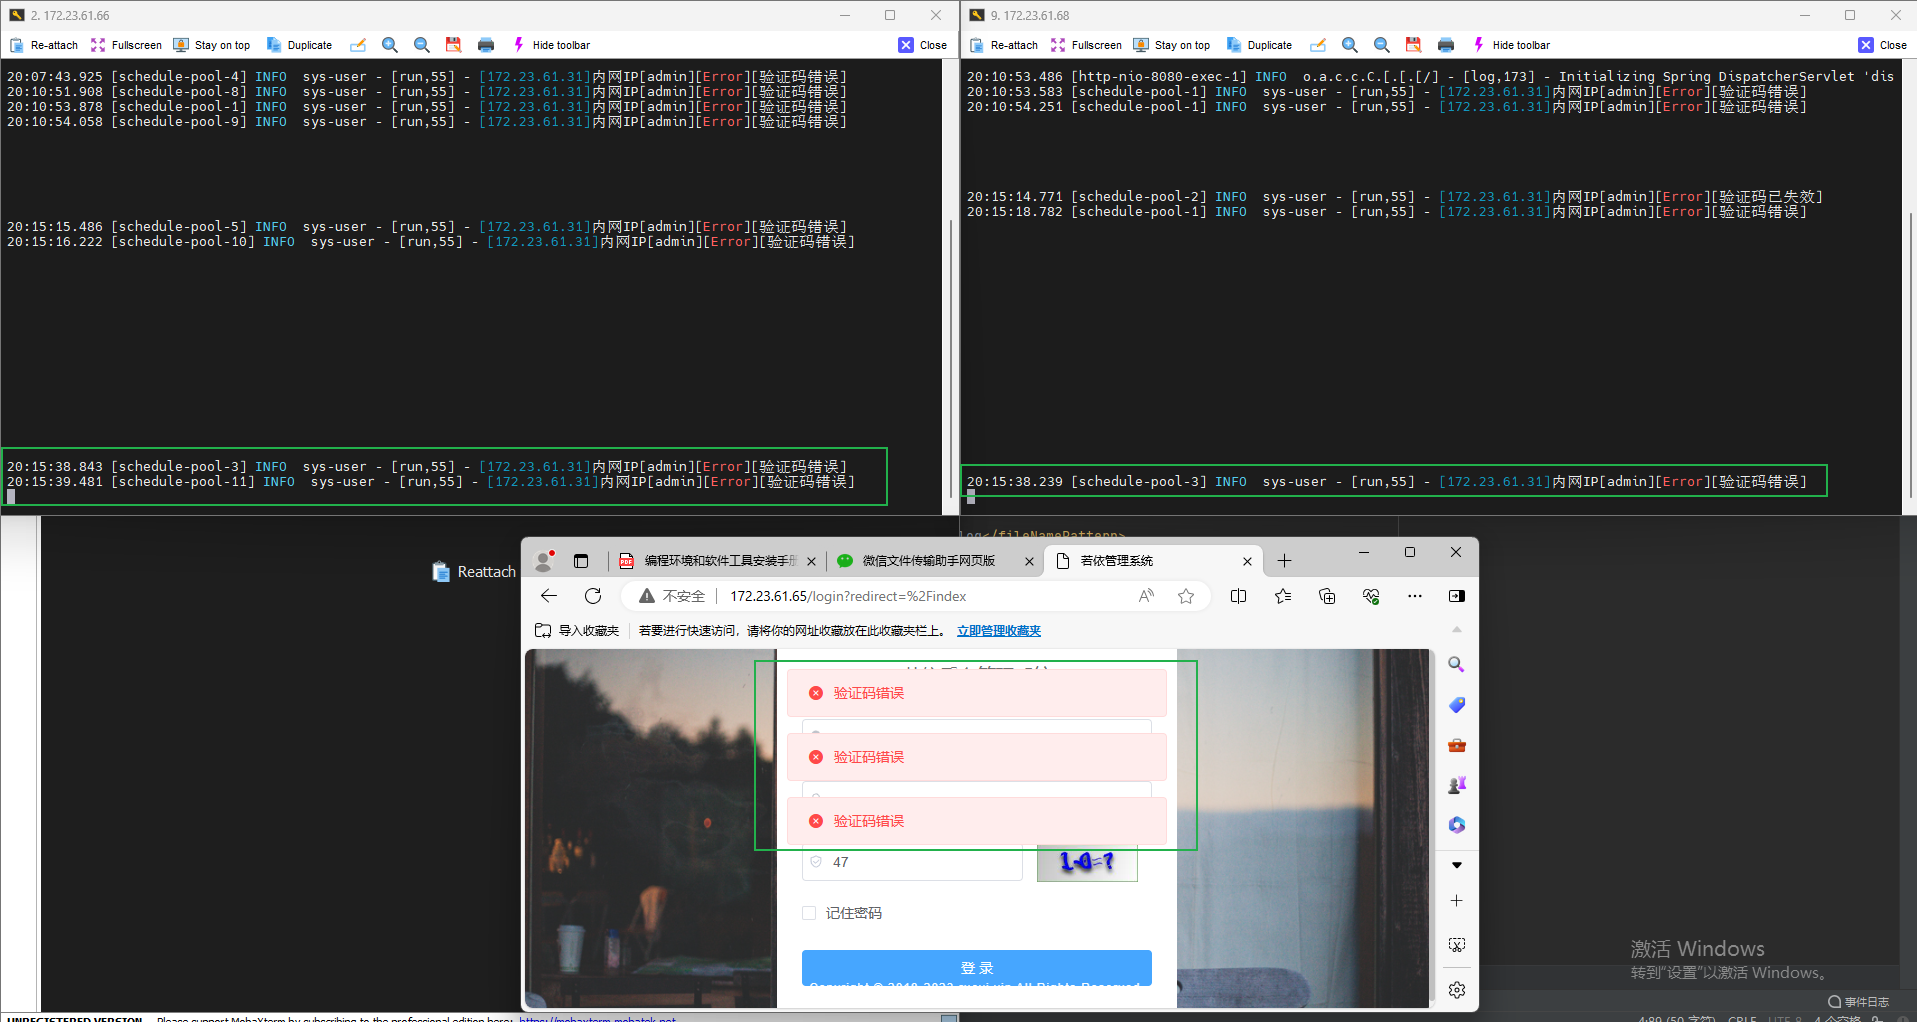 2. 172.23.61.66
Re-attach Fullscreen Stay on top Duplicate Hide toolbar Close
20:07:43.925 [schedule-pool-4] INFO  sys-user - [run,55] - [172.23.61.31]内网IP[admin][Error][验证码错误]
20:10:51.908 [schedule-pool-8] INFO  sys-user - [run,55] - [172.23.61.31]内网IP[admin][Error][验证码错误]
20:10:53.878 [schedule-pool-1] INFO  sys-user - [run,55] - [172.23.61.31]内网IP[admin][Error][验证码错误]
20:10:54.058 [schedule-pool-9] INFO  sys-user - [run,55] - [172.23.61.31]内网IP[admin][Error][验证码错误]
20:15:15.486 [schedule-pool-5] INFO  sys-user - [run,55] - [172.23.61.31]内网IP[admin][Error][验证码错误]
20:15:16.222 [schedule-pool-10] INFO  sys-user - [run,55] - [172.23.61.31]内网IP[admin][Error][验证码错误]
20:15:38.843 [schedule-pool-3] INFO  sys-user - [run,55] - [172.23.61.31]内网IP[admin][Error][验证码错误]
20:15:39.481 [schedule-pool-11] INFO  sys-user - [run,55] - [172.23.61.31]内网IP[admin][Error][验证码错误]
9. 172.23.61.68
Re-attach Fullscreen Stay on top Duplicate Hide toolbar Close
20:10:53.486 [http-nio-8080-exec-1] INFO  o.a.c.c.C.[.[.[/] - [log,173] - Initializing Spring DispatcherServlet 'dis
20:10:53.583 [schedule-pool-1] INFO  sys-user - [run,55] - [172.23.61.31]内网IP[admin][Error][验证码错误]
20:10:54.251 [schedule-pool-1] INFO  sys-user - [run,55] - [172.23.61.31]内网IP[admin][Error][验证码错误]
20:15:14.771 [schedule-pool-2] INFO  sys-user - [run,55] - [172.23.61.31]内网IP[admin][Error][验证码已失效]
20:15:18.782 [schedule-pool-1] INFO  sys-user - [run,55] - [172.23.61.31]内网IP[admin][Error][验证码错误]
20:15:38.239 [schedule-pool-3] INFO  sys-user - [run,55] - [172.23.61.31]内网IP[admin][Error][验证码错误]
log</fileNamePattern>
Reattach
编程环境和软件工具安装手册 微信文件传输助手网页版 若依管理系统
不安全 172.23.61.65/login?redirect=%2Findex
导入收藏夹 若要进行快速访问，请将你的网址收藏放在此收藏夹栏上。 立即管理收藏夹
验证码错误
验证码错误
验证码错误
47 1-0=?
记住密码
登 录
Copyright © 2018-2023 ruoyi.vip All Rights Reserved.
激活 Windows
转到"设置"以激活 Windows。
事件日志
4:89 (50 字符) CRLF UTF-8 4 个空格
UNREGISTERED VERSION - Please support MobaXterm by subscribing to the professional edition here: https://mobaxterm.mobatek.net